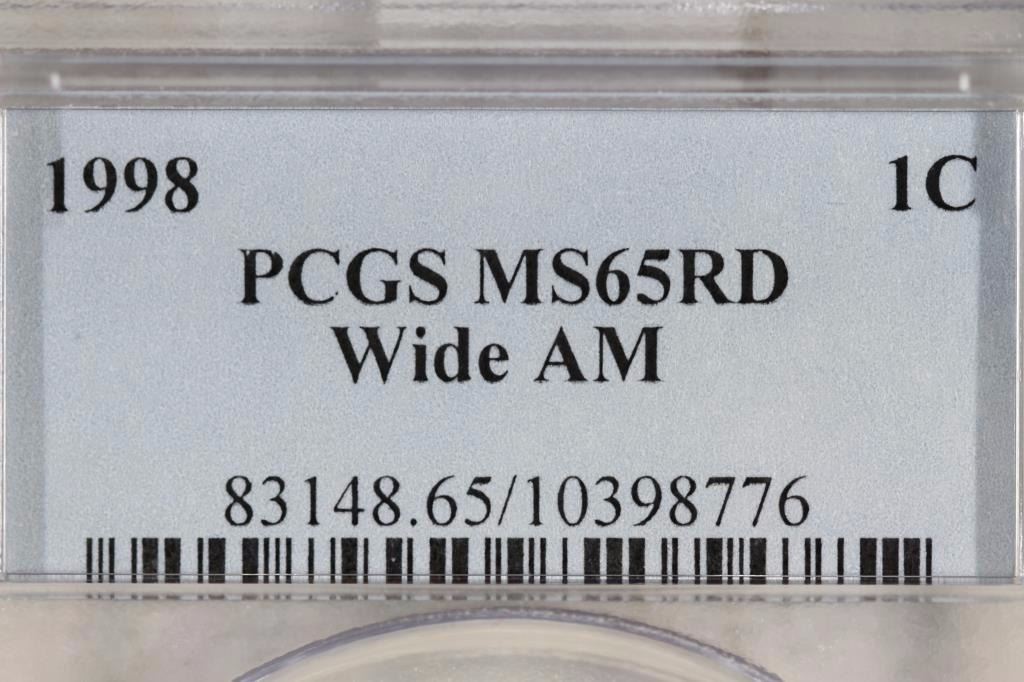 1998 1C
PCGS MS65RD
Wide AM
83148.65/10398776